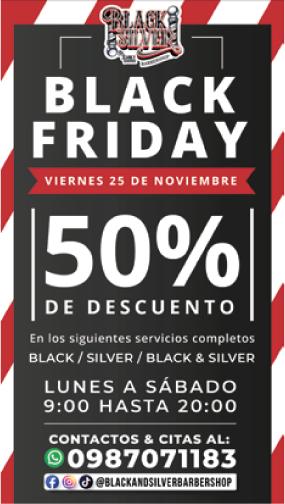 BLACK
SILVER
BARBERSHOP
BLACK
FRIDAY
VIERNES 25 DE NOVIEMBRE
50%
DE DESCUENTO
En los siguientes servicios completos
BLACK / SILVER / BLACK & SILVER
LUNES A SÁBADO
9:00 HASTA 20:00
CONTACTOS & CITAS AL:
0987071183
@BLACKANDSILVERBARBERSHOP